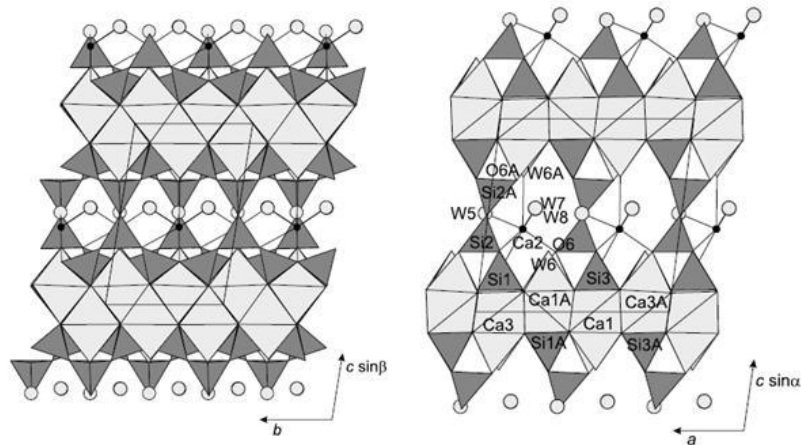 O6A W6A
Si2A
W5 W7
W8
Si2 Ca2 O6
W6
Si1 Si3
Ca1A Ca3A
Ca3 Ca1
Si1A Si3A
c sinβ
b
c sinα
a